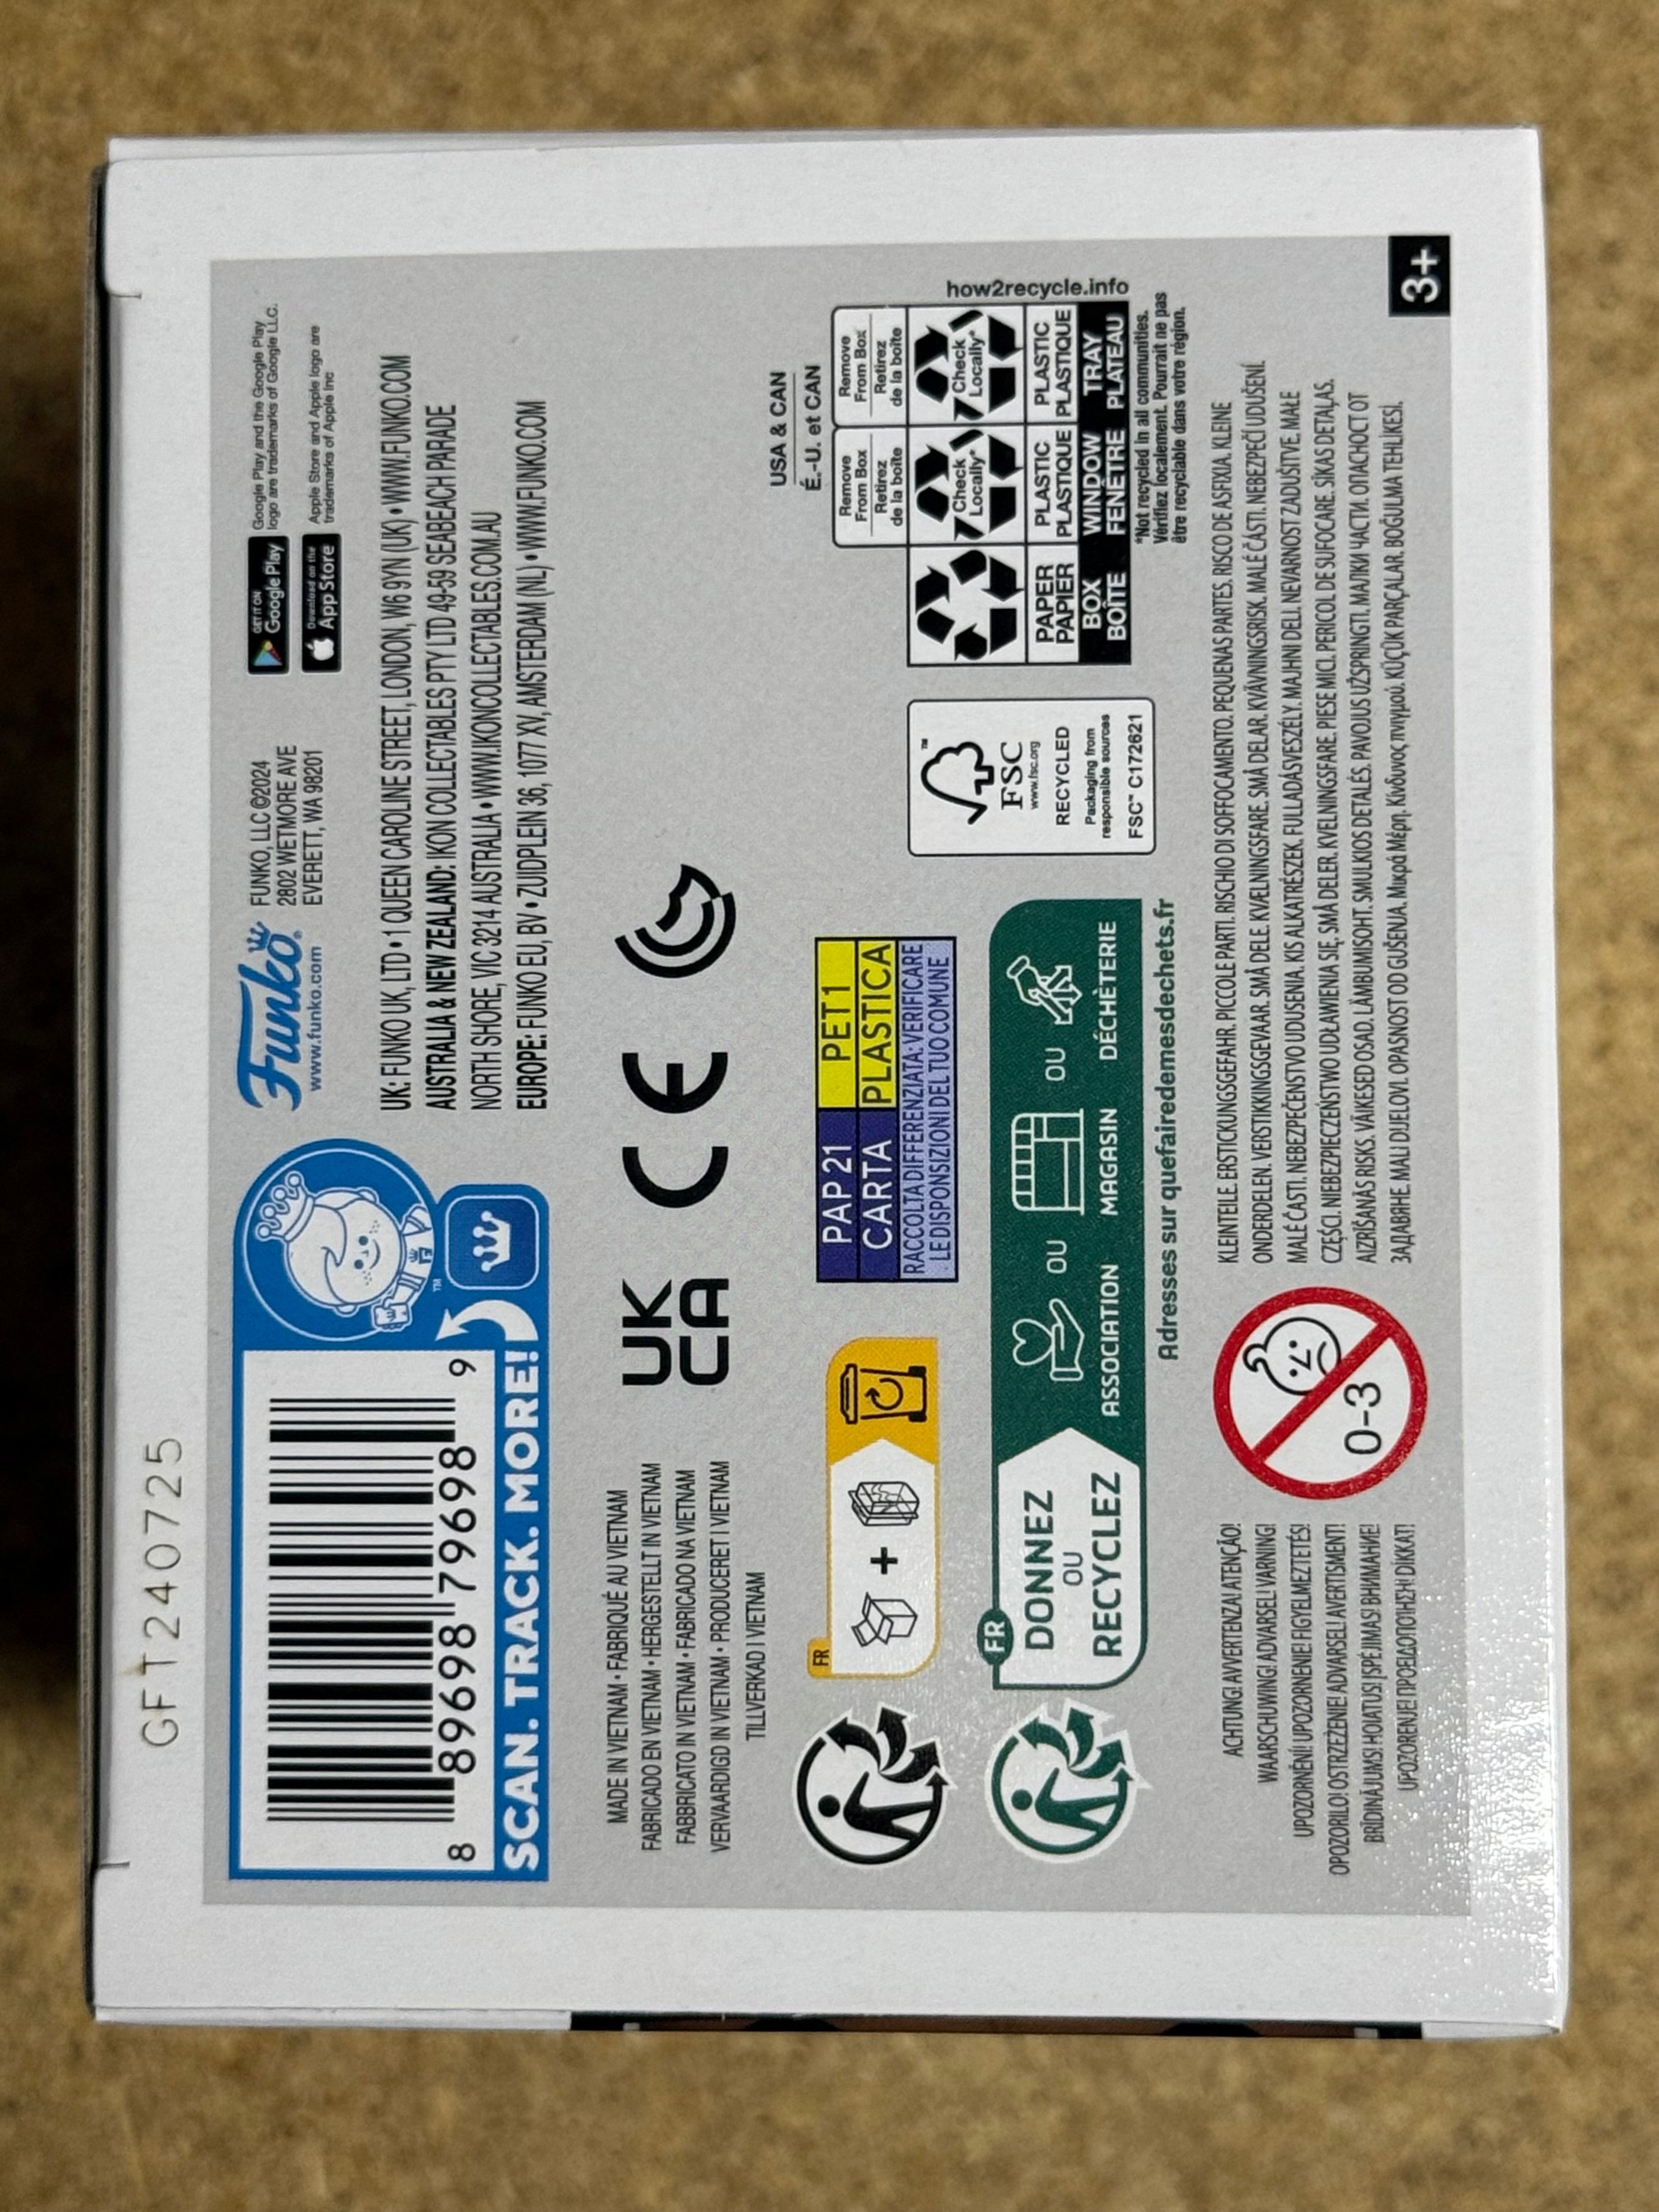 GFT240725
8 89698 79698 9
SCAN. TRACK. MORE!
™
Funko®
www.funko.com
FUNKO, LLC ©2024
2802 WETMORE AVE
EVERETT, WA 98201
GET IT ON
Google Play
Google Play and the Google Play
logo are trademarks of Google LLC.
Download on the
App Store
Apple Store and Apple logo are
trademarks of Apple Inc
UK: FUNKO UK, LTD • 1 QUEEN CAROLINE STREET, LONDON, W6 9YN (UK) • WWW.FUNKO.COM
AUSTRALIA & NEW ZEALAND: IKON COLLECTABLES PTY LTD 49-59 SEABEACH PARADE
NORTH SHORE, VIC 3214 AUSTRALIA • WWW.IKONCOLLECTABLES.COM.AU
EUROPE: FUNKO EU, BV • ZUIDPLEIN 36, 1077 XV, AMSTERDAM (NL) • WWW.FUNKO.COM
MADE IN VIETNAM • FABRIQUÉ AU VIETNAM
FABRICADO EN VIETNAM • HERGESTELLT IN VIETNAM
FABBRICATO IN VIETNAM • FABRICADO NA VIETNAM
VERVAARDIGD IN VIETNAM • PRODUCERET I VIETNAM
TILLVERKAD I VIETNAM
UK
CA
CE
FR
+
PAP 21
CARTA
PET 1
PLASTICA
RACCOLTA DIFFERENZIATA: VERIFICARE
LE DISPOSIZIONI DEL TUO COMUNE
FR
DONNEZ
OU
RECYCLEZ
ASSOCIATION
OU
MAGASIN
OU
DÉCHÈTERIE
Adresses sur quefairedemesdechets.fr
™
FSC
www.fsc.org
RECYCLED
Packaging from
responsible sources
FSC™ C172621
USA & CAN
É.-U. et CAN
Remove
From Box
Retirez
de la boîte
Remove
From Box
Retirez
de la boîte
Check
Locally*
Check
Locally*
PAPER
PAPIER
PLASTIC
PLASTIQUE
PLASTIC
PLASTIQUE
BOX
BOÎTE
WINDOW
FENETRE
TRAY
PLATEAU
how2recycle.info
*Not recycled in all communities.
Vérifiez localement. Pourrait ne pas
être recyclable dans votre région.
ACHTUNG! AVVERTENZA! ATENÇÃO!
WAARSCHUWING! ADVARSEL! VARNING!
UPOZORNĚNÍ! UPOZORNENIE! FIGYELMEZTETÉS!
OPOZORILO! OSTRZEŻENIE! ADVARSEL! AVERTISMENT!
BRĪDINĀJUMS! HOIATUS! ĮSPĖJIMAS! ВНИМАНИЕ!
UPOZORENJE! ΠΡΟΕΙΔΟΠΟΙΗΣΗ! DİKKAT!
0-3
KLEINTEILE. ERSTICKUNGSGEFAHR. PICCOLE PARTI. RISCHIO DI SOFFOCAMENTO. PEQUENAS PARTES. RISCO DE ASFIXIA. KLEINE
ONDERDELEN. VERSTIKKINGSGEVAAR. SMÅ DELE. KVÆLNINGSFARE. SMÅ DELAR. KVÄVNINGSRISK. MALÉ ČÁSTI. NEBEZPEČÍ UDUŠENÍ.
MALÉ ČASTI. NEBEZPEČENSTVO UDUSENIA. KIS ALKATRÉSZEK. FULLADÁSVESZÉLY. MAJHNI DELI. NEVARNOST ZADUŠITVE. MAŁE
CZĘŚCI. NIEBEZPIECZEŃSTWO UDŁAWIENIA SIĘ. SMÅ DELER. KVELNINGSFARE. PIESE MICI. PERICOL DE SUFOCARE. SĪKAS DETAĻAS.
AIZRĪŠANĀS RISKS. VÄIKESED OSAD. LÄMBUMISOHT. SMULKIOS DETALĖS. PAVOJUS UŽSPRINGTI. МАЛКИ ЧАСТИ. ОПАСНОСТ ОТ
ЗАДАВЯНЕ. MALI DIJELOVI. OPASNOST OD GUŠENJA. Μικρά Μέρη. Κίνδυνος πνιγμού. KÜÇÜK PARÇALAR. BOĞULMA TEHLİKESİ.
3+